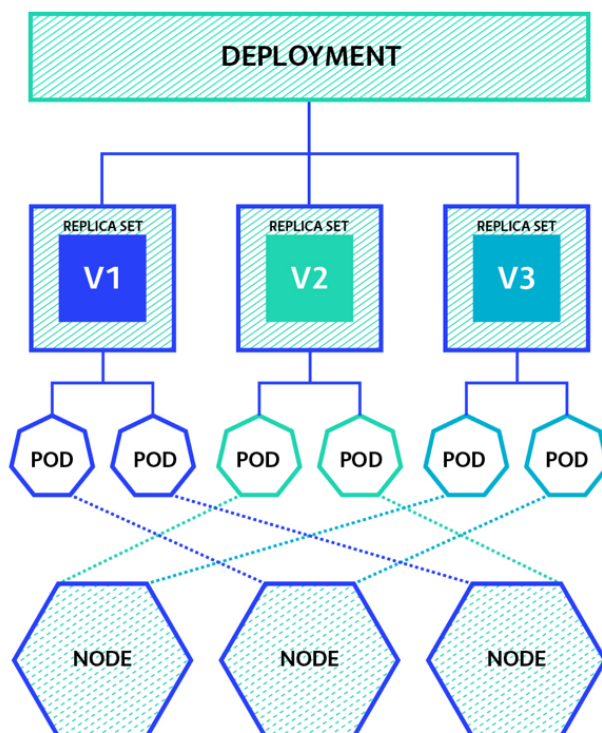 DEPLOYMENT
REPLICA SET
V1
REPLICA SET
V2
REPLICA SET
V3
POD
POD
POD
POD
POD
POD
NODE
NODE
NODE